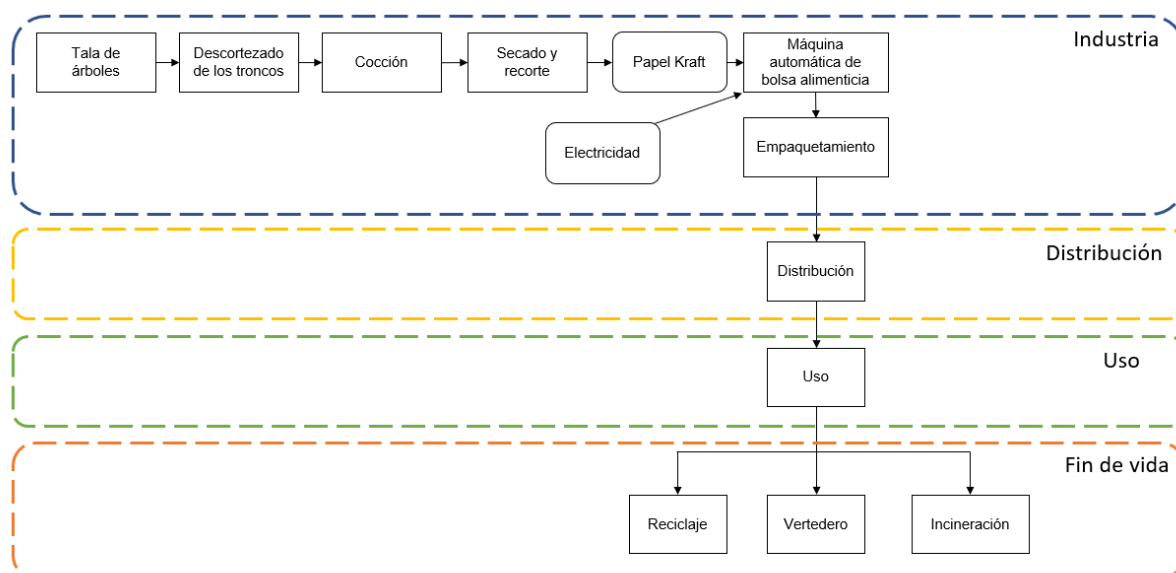 Industria
Tala de
árboles
Descortezado
de los troncos
Cocción
Secado y
recorte
Papel Kraft
Máquina
automática de
bolsa alimenticia
Electricidad
Empaquetamiento
Distribución
Distribución
Uso
Uso
Fin de vida
Reciclaje
Vertedero
Incineración